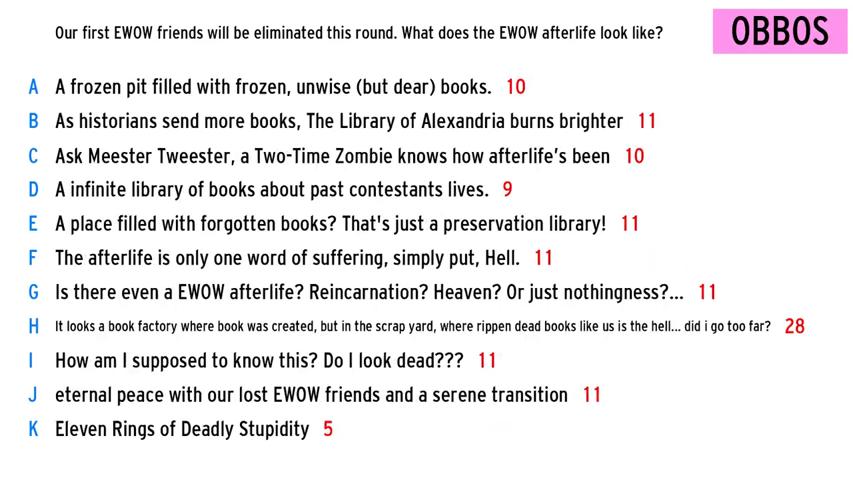 Our first EWOW friends will be eliminated this round. What does the EWOW afterlife look like?
OBBOS
A A frozen pit filled with frozen, unwise (but dear) books. 10
B As historians send more books, The Library of Alexandria burns brighter 11
C Ask Meester Tweester, a Two-Time Zombie knows how afterlife's been 10
D A infinite library of books about past contestants lives. 9
E A place filled with forgotten books? That's just a preservation library! 11
F The afterlife is only one word of suffering, simply put, Hell. 11
G Is there even a EWOW afterlife? Reincarnation? Heaven? Or just nothingness?... 11
H It looks a book factory where book was created, but in the scrap yard, where rippen dead books like us is the hell... did i go too far? 28
I How am I supposed to know this? Do I look dead??? 11
J eternal peace with our lost EWOW friends and a serene transition 11
K Eleven Rings of Deadly Stupidity 5